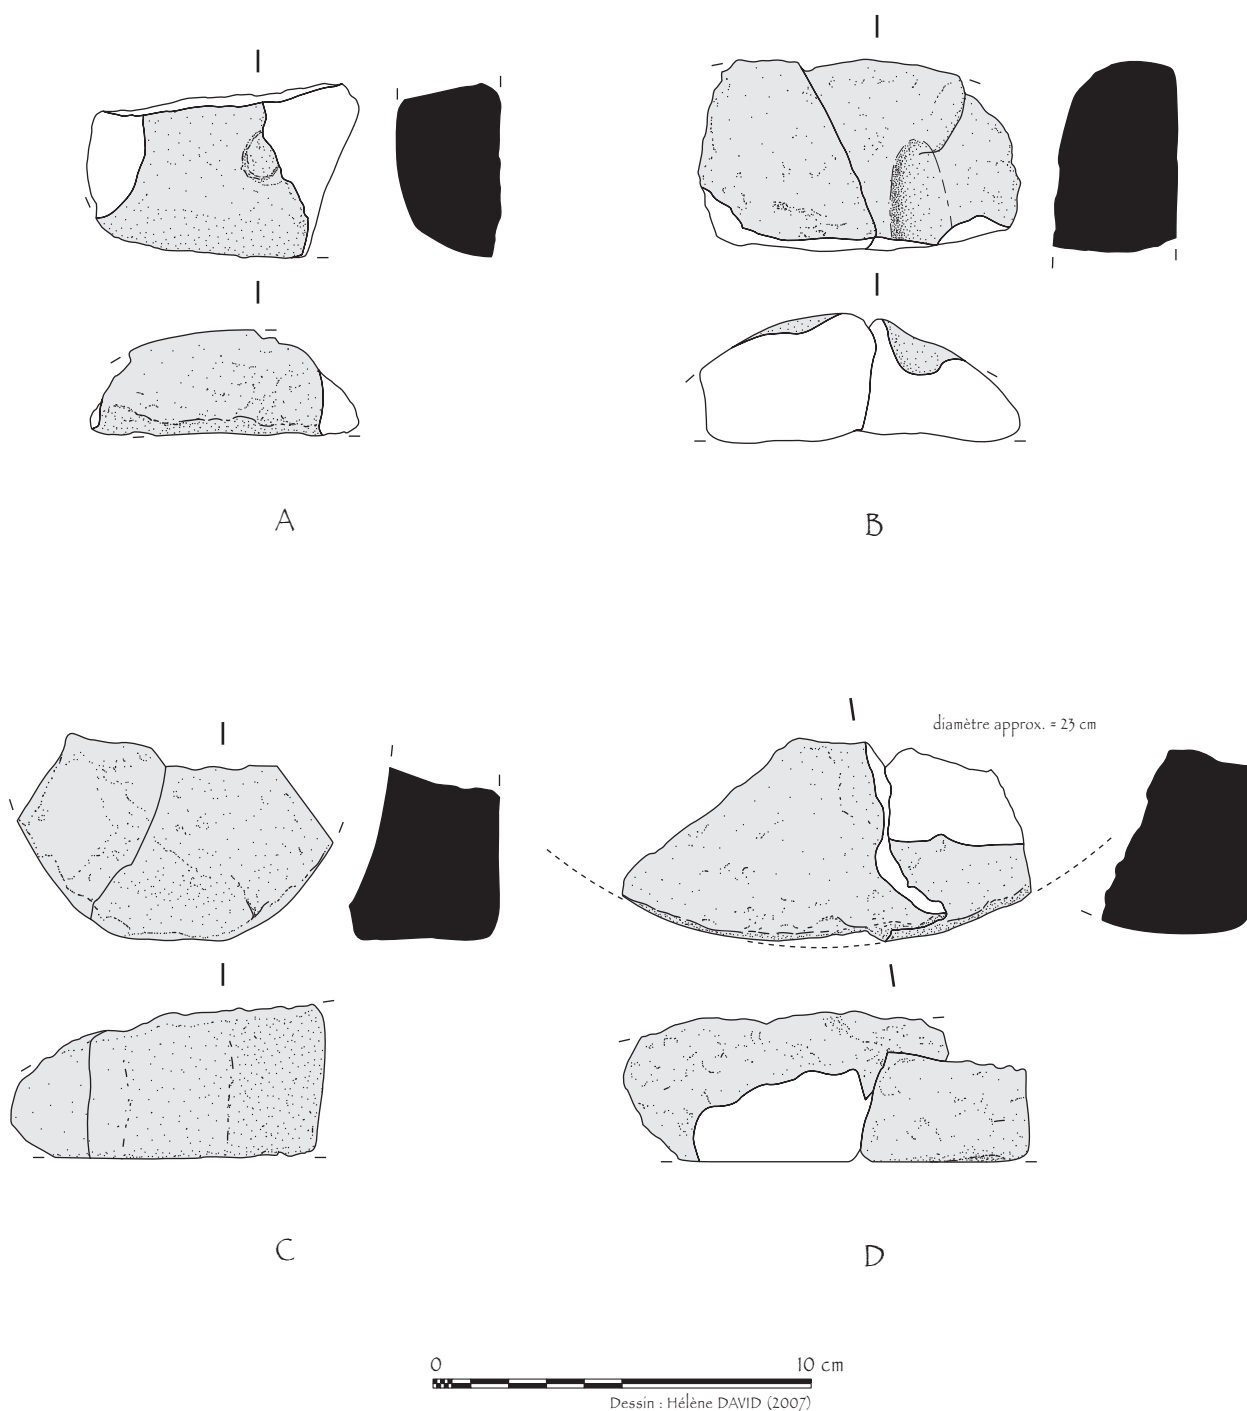 A
B
diamètre approx. = 23 cm
C
D
0 10 cm
Dessin : Hélène DAVID (2007)